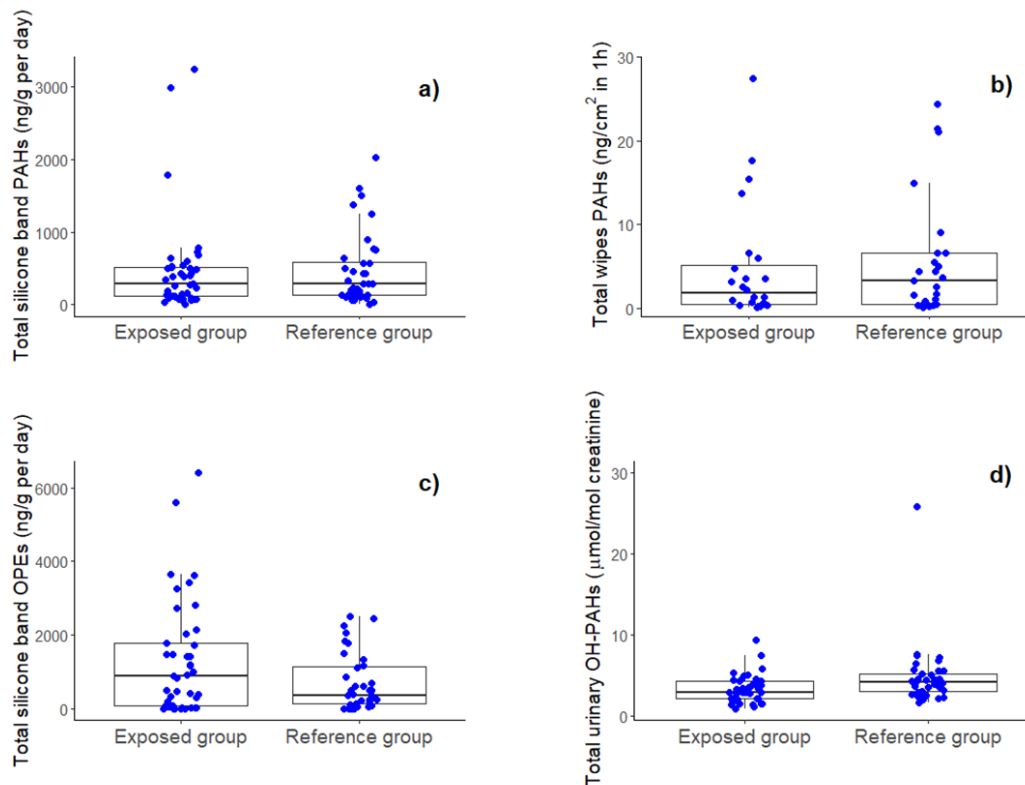 Total silicone band PAHs (ng/g per day)
3000
2000
1000
0
a)
Exposed group
Reference group
Total wipes PAHs (ng/cm² in 1h)
30
20
10
0
b)
Exposed group
Reference group
Total silicone band OPEs (ng/g per day)
6000
4000
2000
0
c)
Exposed group
Reference group
Total urinary OH-PAHs (μmol/mol creatinine)
30
20
10
0
d)
Exposed group
Reference group